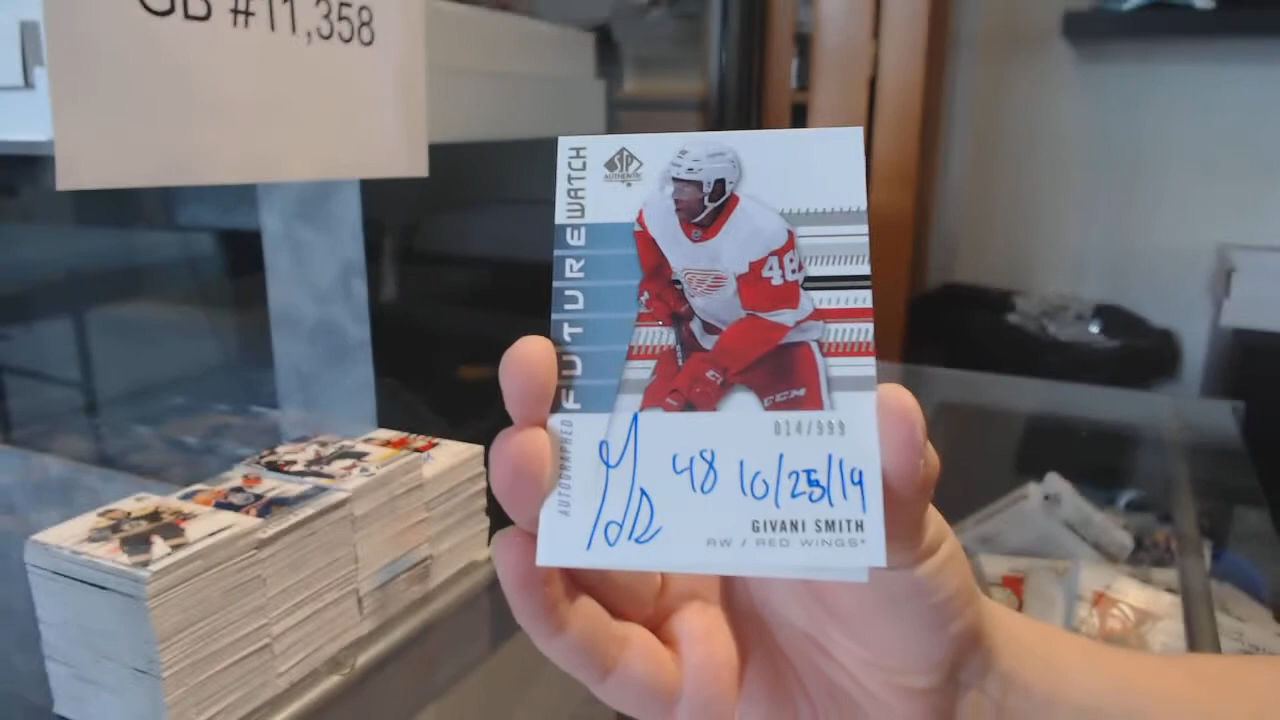 GB #11,358
AUTOGRAPHED FUTURE WATCH
SP
AUTHENTIC
48
CCM
014/999
48 10/25/19
GIVANI SMITH
RW / RED WINGS